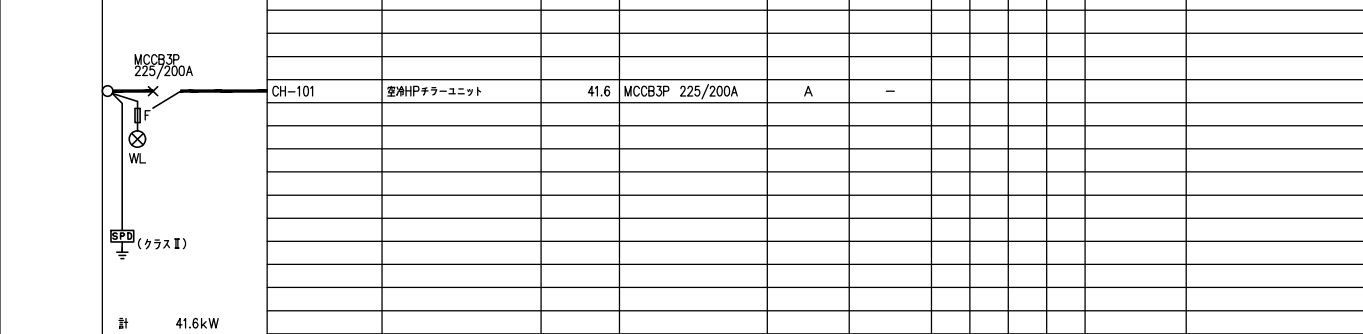 MCCB3P
225/200A
CH-101 空冷HPチラーユニット 41.6 MCCB3P 225/200A A -
F
WL
SPD (クラスⅡ)
計 41.6kW